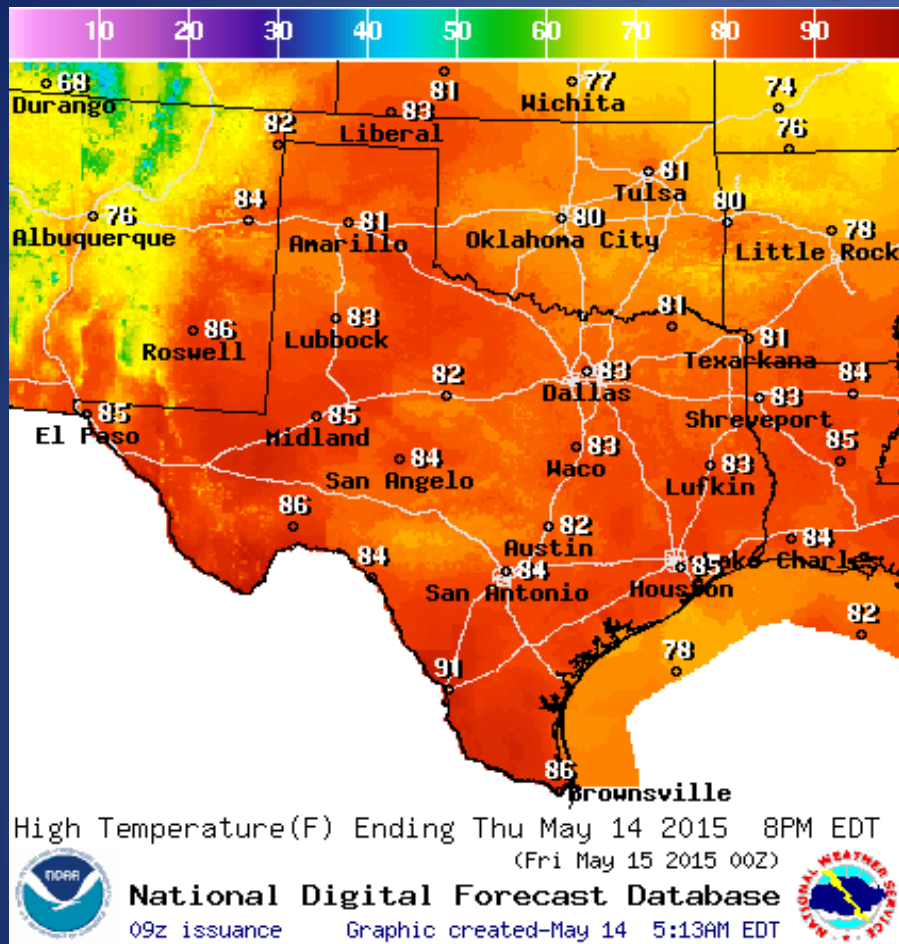 10 20 30 40 50 60 70 80 90
68
Durango
81
77
Wichita
74
83
Liberal
76
82
81
Tulsa
76
Albuquerque
84
81
Amarillo
80
Oklahoma City
80
78
Little Rock
86
Roswell
83
Lubbock
81
81
Texarkana
82
83
Dallas
84
83
Shreveport
85
El Paso
85
Midland
83
Waco
84
San Angelo
83
Lufkin
85
86
82
Austin
84
Lake Charles
84
84
San Antonio
85
Houston
82
78
91
86
Brownsville
High Temperature(F) Ending Thu May 14 2015 8PM EDT
(Fri May 15 2015 00Z)
National Digital Forecast Database
09z issuance Graphic created-May 14 5:13AM EDT
NOAA
NATIONAL WEATHER SERVICE